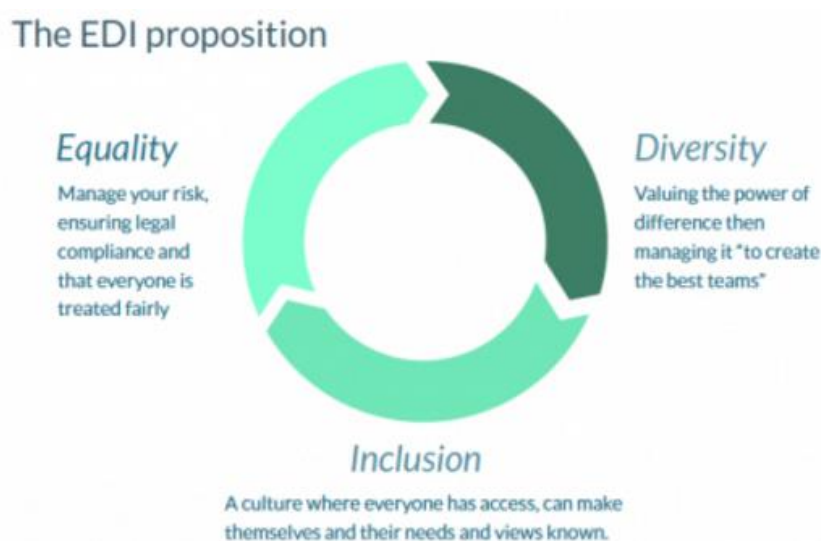 The EDI proposition
Equality
Manage your risk,
ensuring legal
compliance and
that everyone is
treated fairly
Diversity
Valuing the power of
difference then
managing it "to create
the best teams"
Inclusion
A culture where everyone has access, can make
themselves and their needs and views known.